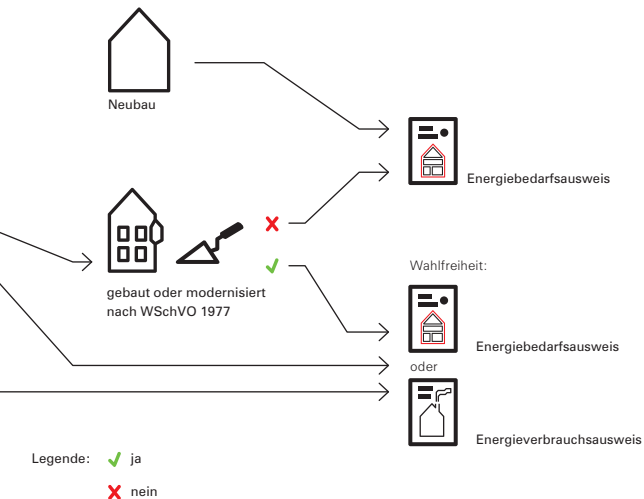 Neubau
Energiebedarfsausweis
gebaut oder modernisiert
nach WSchVO 1977
Wahlfreiheit:
Energiebedarfsausweis
oder
Energieverbrauchsausweis
Legende: ja
nein